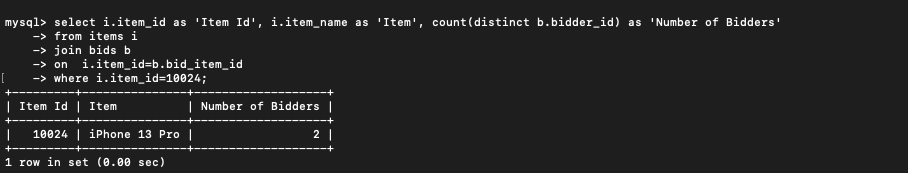 mysql> select i.item_id as 'Item Id', i.item_name as 'Item', count(distinct b.bidder_id) as 'Number of Bidders'
    -> from items i
    -> join bids b
    -> on  i.item_id=b.bid_item_id
[    -> where i.item_id=10024;
+---------+---------------+-------------------+
| Item Id | Item          | Number of Bidders |
+---------+---------------+-------------------+
|   10024 | iPhone 13 Pro |                 2 |
+---------+---------------+-------------------+
1 row in set (0.00 sec)